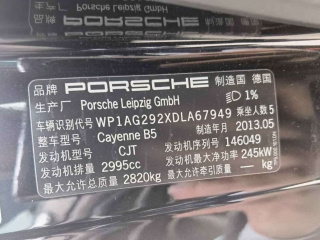 品牌 PORSCHE 制造国 德国
生产厂 Porsche Leipzig GmbH 1%
车辆识别代号 WP1AG292XDLA67949 乘坐人数 5
整车型号 Cayenne B5 制造年月 2013.05
发动机型号 CJT 发动机序列号 146049
发动机排量 2995cc 发动机最大净功率 245kW
最大允许总质量 2820kg 最大允许牵引质量 — kg